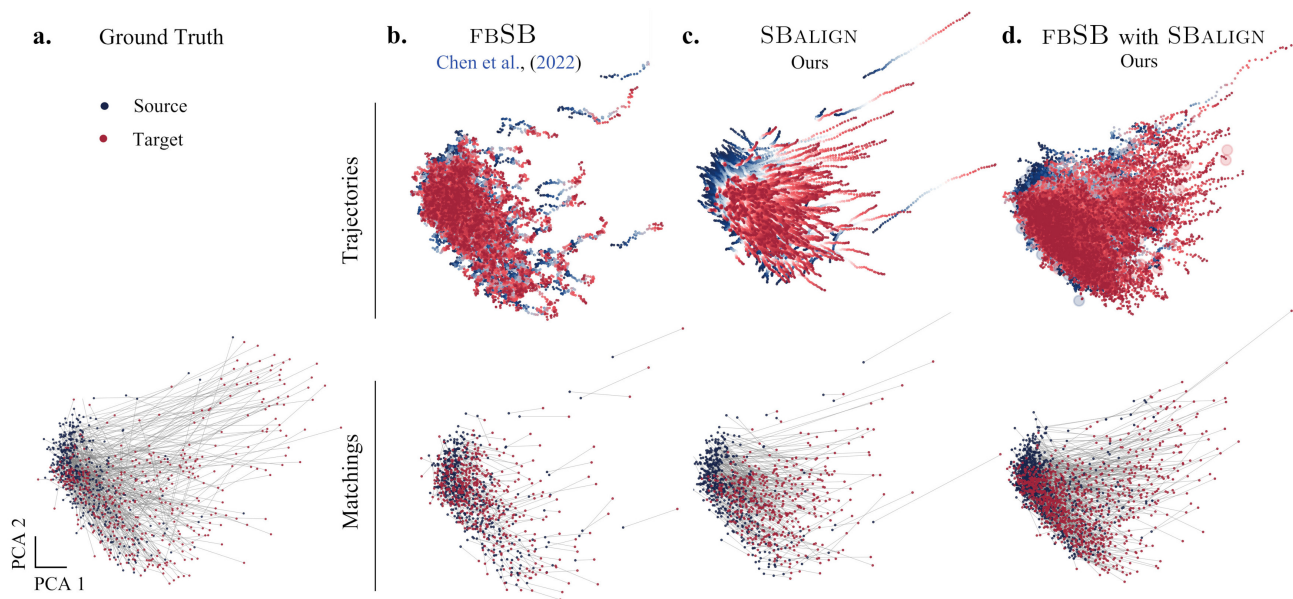 a. Ground Truth
Source
Target
b. FBSB
Chen et al., (2022)
c. SBALIGN
Ours
d. FBSB with SBALIGN
Ours
Trajectories
Matchings
PCA 2
PCA 1